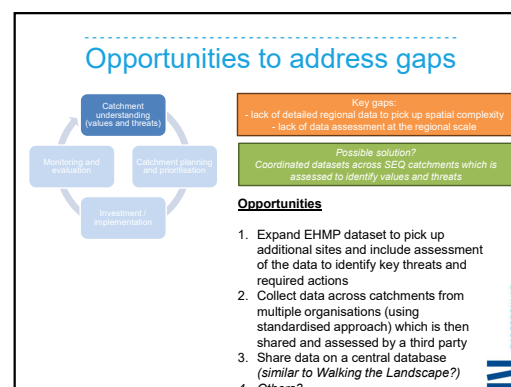 Opportunities to address gaps
Catchment
understanding
(values and threats)
Monitoring and
evaluation
Catchment planning
and prioritisation
Investment /
implementation
Key gaps:
- lack of detailed regional data to pick up spatial complexity
- lack of data assessment at the regional scale
Possible solution?
Coordinated datasets across SEQ catchments which is
assessed to identify values and threats
Opportunities
1. Expand EHMP dataset to pick up
additional sites and include assessment
of the data to identify key threats and
required actions
2. Collect data across catchments from
multiple organisations (using
standardised approach) which is then
shared and assessed by a third party
3. Share data on a central database
(similar to Walking the Landscape?)
4. Others?